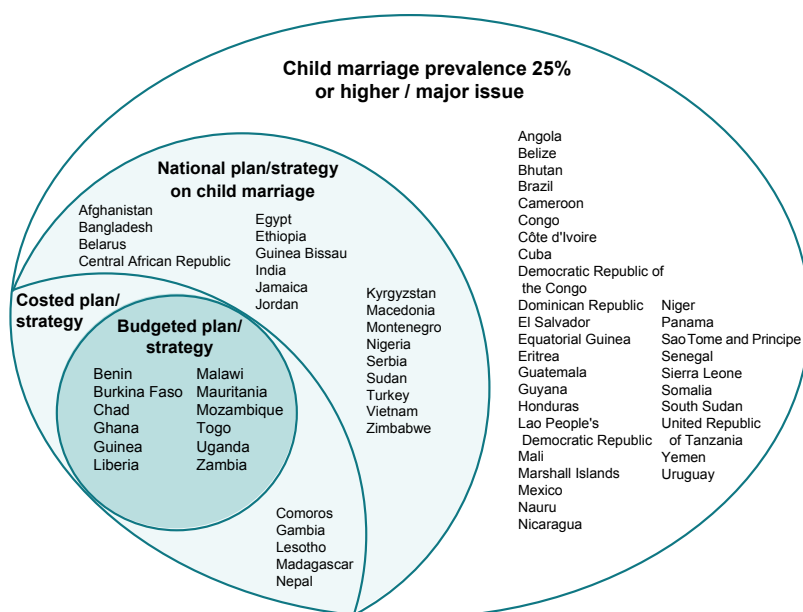 Child marriage prevalence 25%
or higher / major issue
Angola
Belize
Bhutan
Brazil
Cameroon
Congo
Côte d'Ivoire
Cuba
Democratic Republic of
the Congo
Dominican Republic
El Salvador
Equatorial Guinea
Eritrea
Guatemala
Guyana
Honduras
Lao People's
Democratic Republic
Mali
Marshall Islands
Mexico
Nauru
Nicaragua
Niger
Panama
Sao Tome and Principe
Senegal
Sierra Leone
Somalia
South Sudan
United Republic
of Tanzania
Yemen
Uruguay
National plan/strategy
on child marriage
Afghanistan
Bangladesh
Belarus
Central African Republic
Egypt
Ethiopia
Guinea Bissau
India
Jamaica
Jordan
Kyrgyzstan
Macedonia
Montenegro
Nigeria
Serbia
Sudan
Turkey
Vietnam
Zimbabwe
Costed plan/
strategy
Comoros
Gambia
Lesotho
Madagascar
Nepal
Budgeted plan/
strategy
Benin
Burkina Faso
Chad
Ghana
Guinea
Liberia
Malawi
Mauritania
Mozambique
Togo
Uganda
Zambia